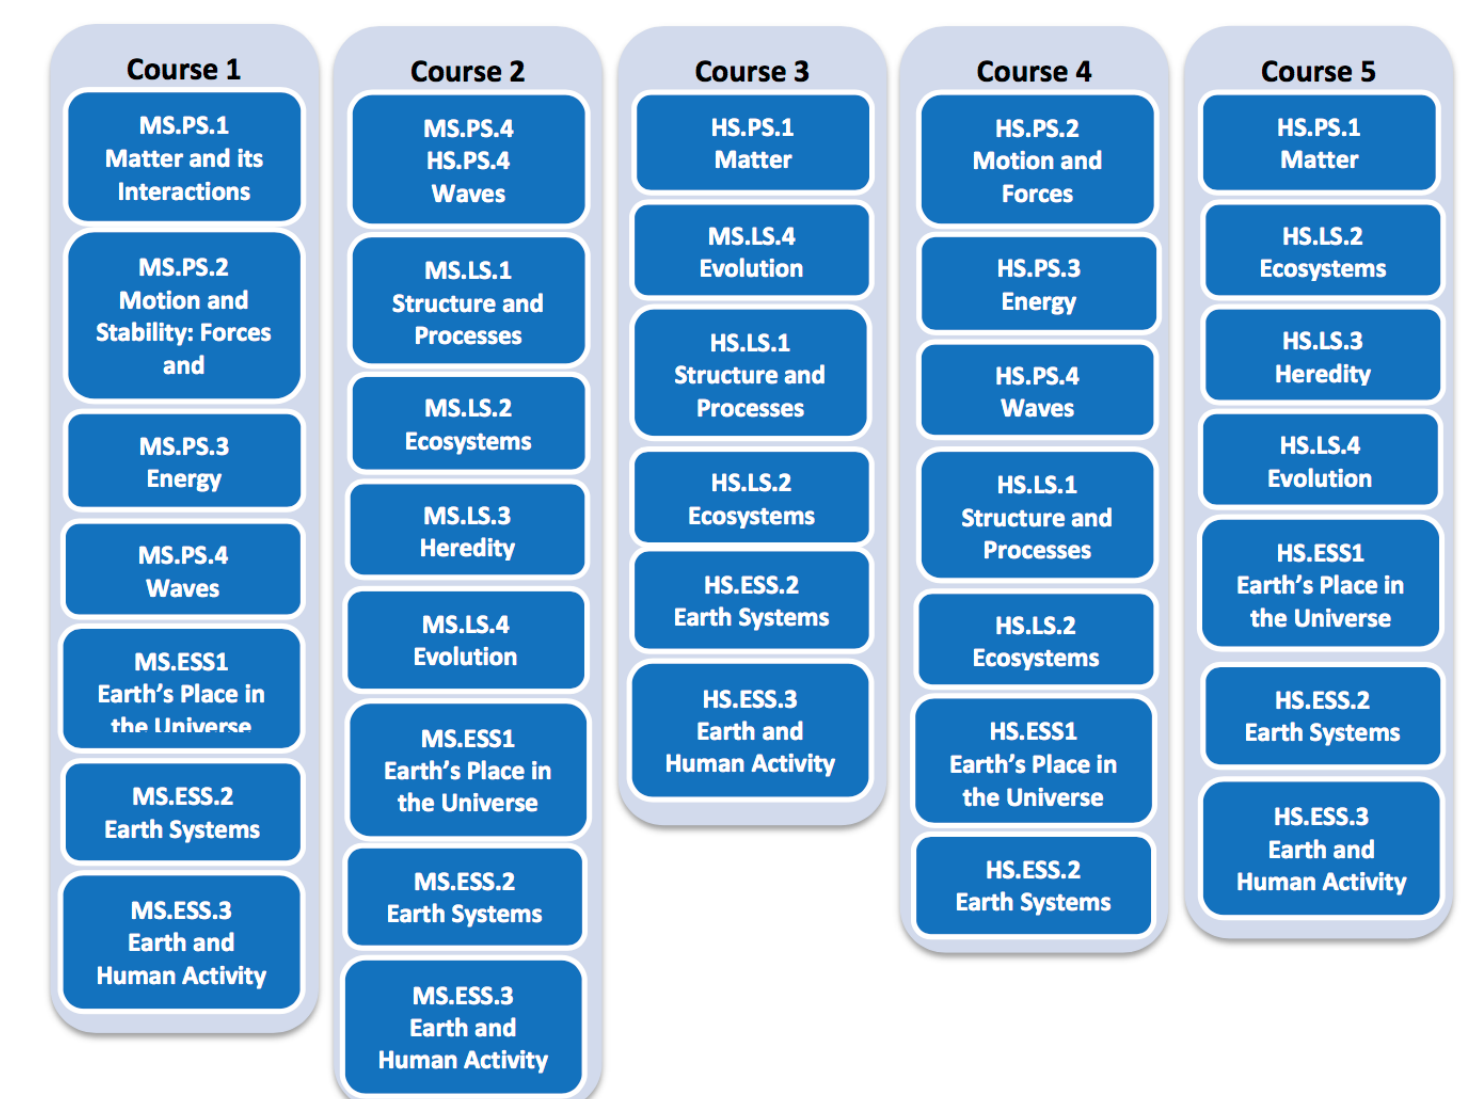 Course 1
MS.PS.1
Matter and its
Interactions
MS.PS.2
Motion and
Stability: Forces
and
MS.PS.3
Energy
MS.PS.4
Waves
MS.ESS1
Earth's Place in
the Universe
MS.ESS.2
Earth Systems
MS.ESS.3
Earth and
Human Activity
Course 2
MS.PS.4
HS.PS.4
Waves
MS.LS.1
Structure and
Processes
MS.LS.2
Ecosystems
MS.LS.3
Heredity
MS.LS.4
Evolution
MS.ESS1
Earth's Place in
the Universe
MS.ESS.2
Earth Systems
MS.ESS.3
Earth and
Human Activity
Course 3
HS.PS.1
Matter
MS.LS.4
Evolution
HS.LS.1
Structure and
Processes
HS.LS.2
Ecosystems
HS.ESS.2
Earth Systems
HS.ESS.3
Earth and
Human Activity
Course 4
HS.PS.2
Motion and
Forces
HS.PS.3
Energy
HS.PS.4
Waves
HS.LS.1
Structure and
Processes
HS.LS.2
Ecosystems
HS.ESS1
Earth's Place in
the Universe
HS.ESS.2
Earth Systems
Course 5
HS.PS.1
Matter
HS.LS.2
Ecosystems
HS.LS.3
Heredity
HS.LS.4
Evolution
HS.ESS1
Earth's Place in
the Universe
HS.ESS.2
Earth Systems
HS.ESS.3
Earth and
Human Activity